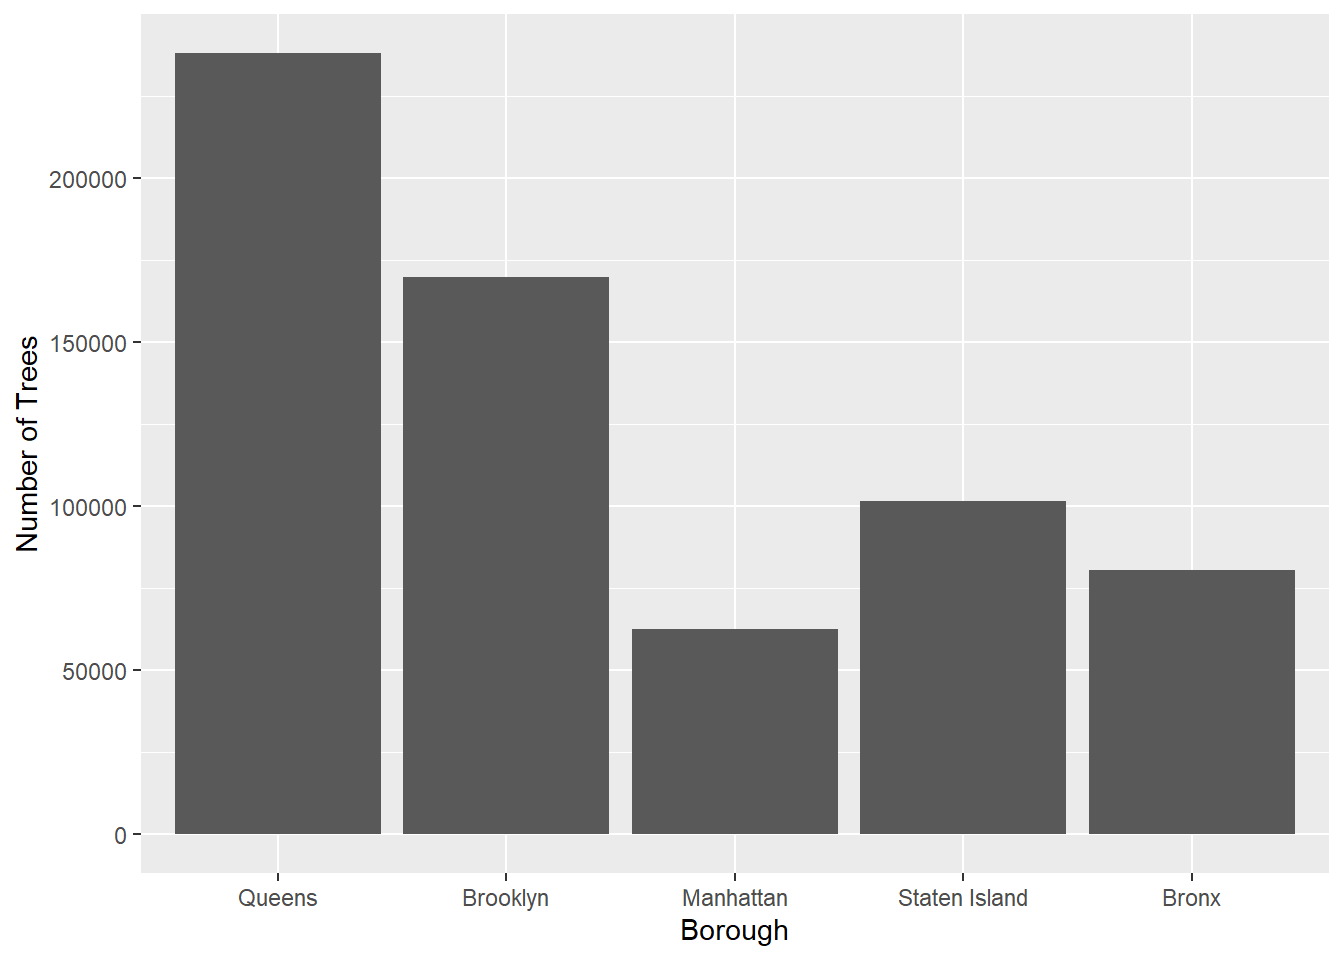 Number of Trees
200000
150000
100000
50000
0
Queens Brooklyn Manhattan Staten Island Bronx
Borough